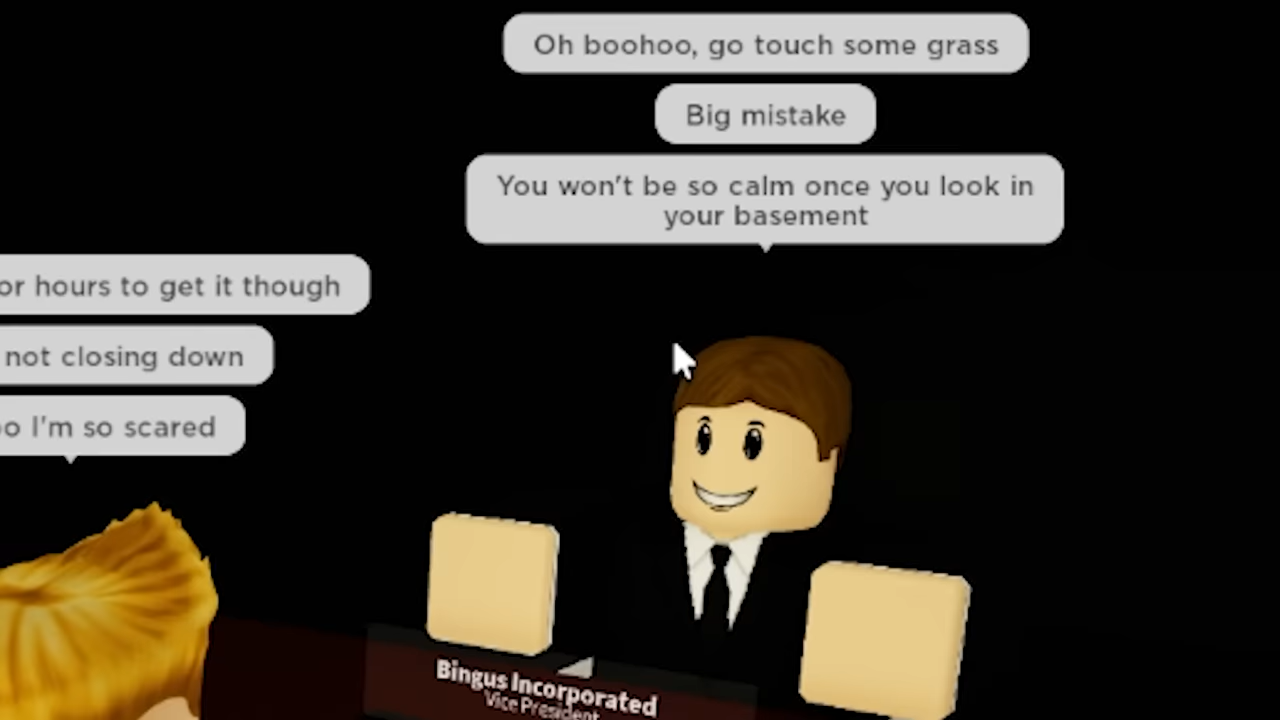 Oh boohoo, go touch some grass
Big mistake
You won't be so calm once you look in
your basement
or hours to get it though
not closing down
oo I'm so scared
Bingus Incorporated
Vice President